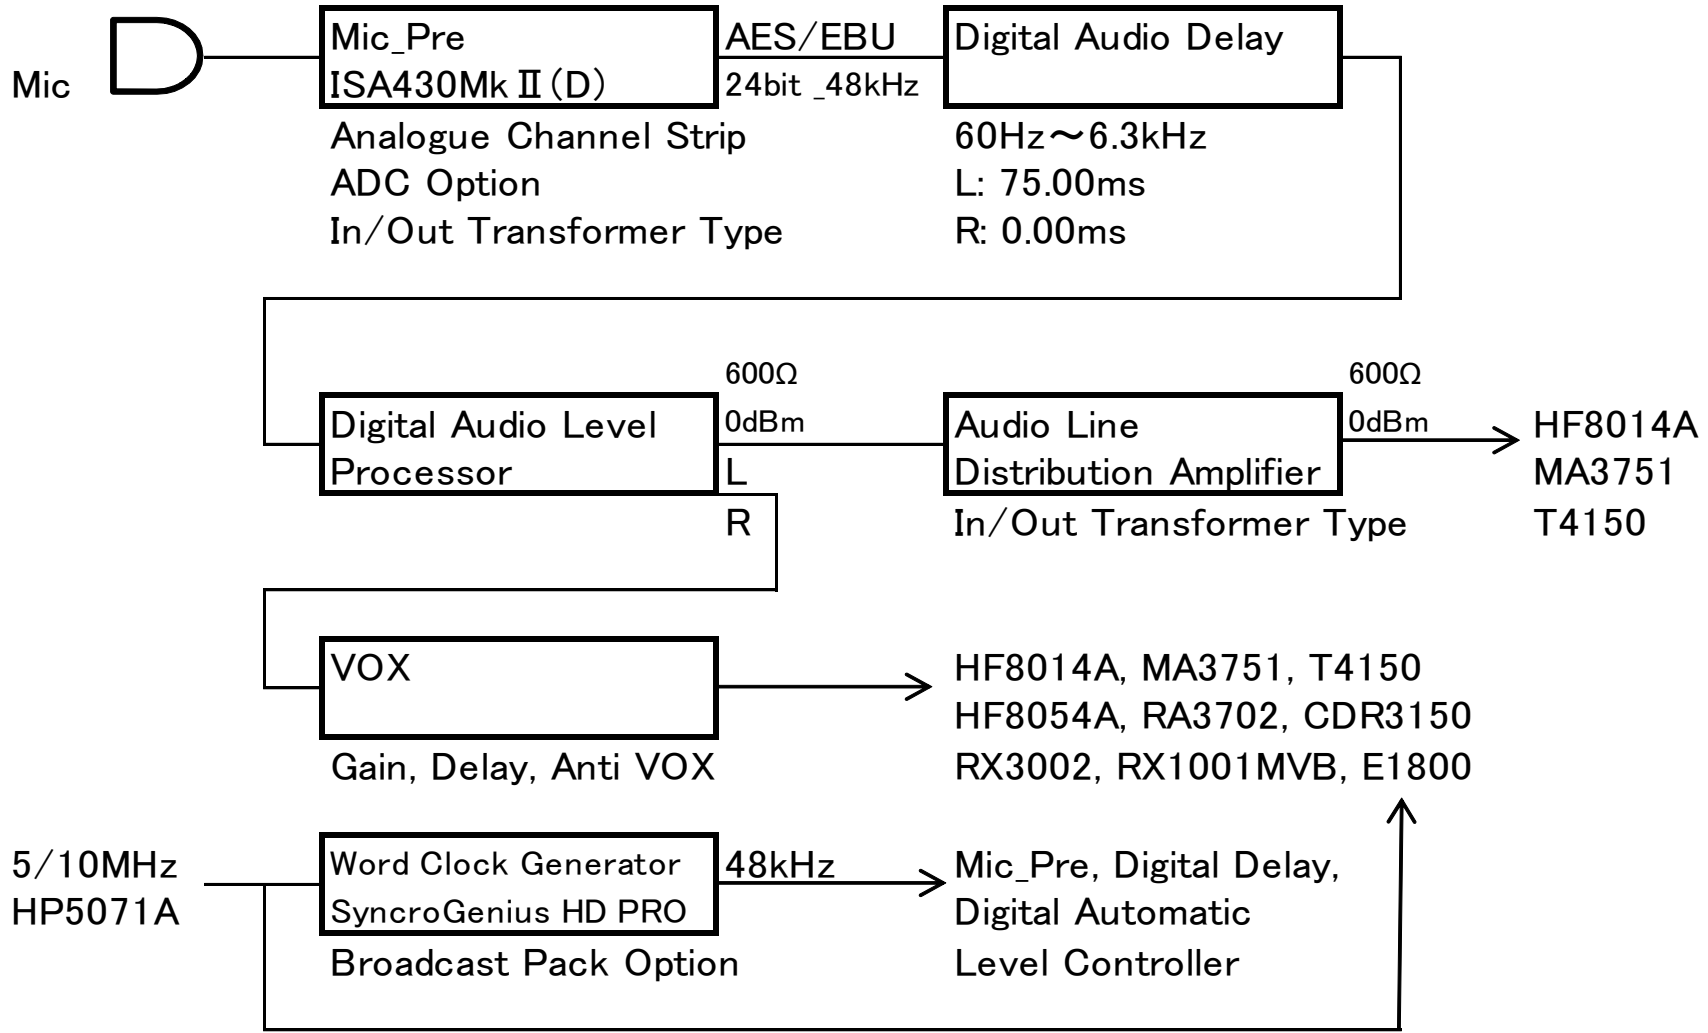 Mic
Mic_Pre
ISA430MkⅡ(D)
AES/EBU
24bit _48kHz
Digital Audio Delay
Analogue Channel Strip
ADC Option
In/Out Transformer Type
60Hz～6.3kHz
L: 75.00ms
R: 0.00ms
Digital Audio Level
Processor
600Ω
0dBm
L
R
Audio Line
Distribution Amplifier
In/Out Transformer Type
600Ω
0dBm
HF8014A
MA3751
T4150
VOX
Gain, Delay, Anti VOX
HF8014A, MA3751, T4150
HF8054A, RA3702, CDR3150
RX3002, RX1001MVB, E1800
5/10MHz
HP5071A
Word Clock Generator
SyncroGenius HD PRO
Broadcast Pack Option
48kHz
Mic_Pre, Digital Delay,
Digital Automatic
Level Controller